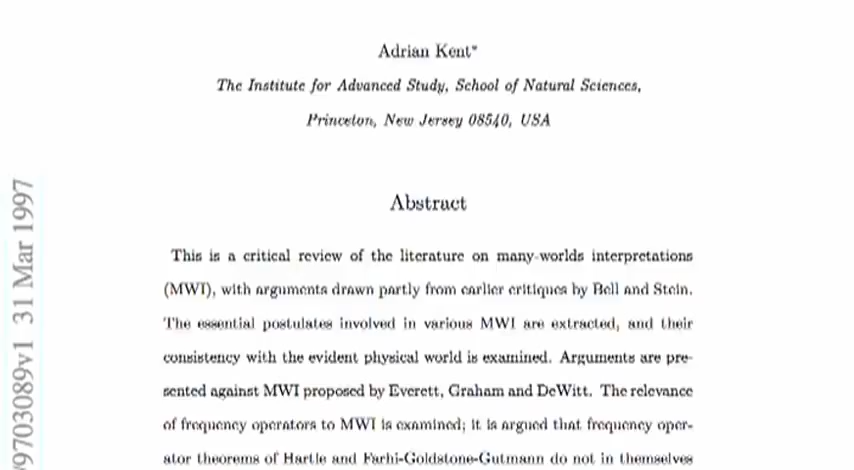 Adrian Kent*
The Institute for Advanced Study, School of Natural Sciences,
Princeton, New Jersey 08540, USA
Abstract
This is a critical review of the literature on many-worlds interpretations
(MWI), with arguments drawn partly from earlier critiques by Bell and Stein.
The essential postulates involved in various MWI are extracted, and their
consistency with the evident physical world is examined. Arguments are pre-
sented against MWI proposed by Everett, Graham and DeWitt. The relevance
of frequency operators to MWI is examined; it is argued that frequency oper-
ator theorems of Hartle and Farhi-Goldstone-Gutmann do not in themselves
9703089v1 31 Mar 1997